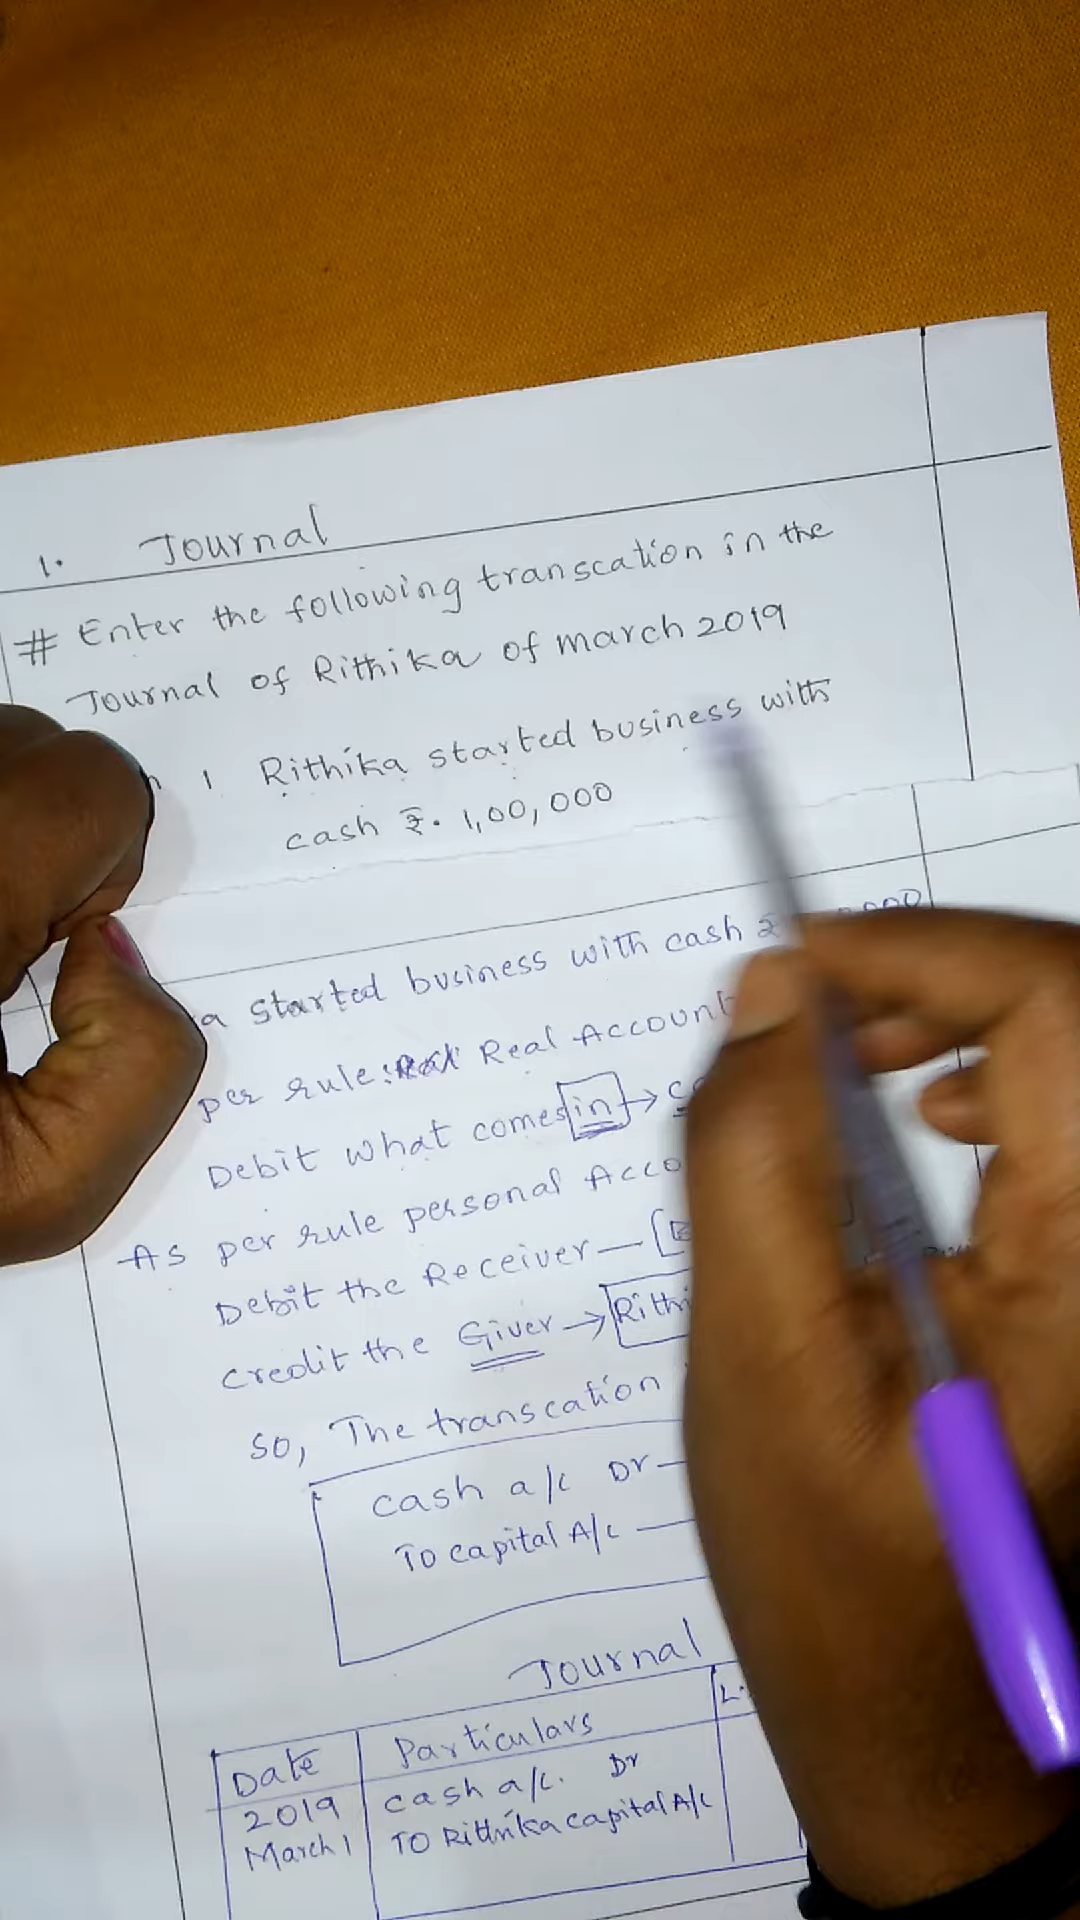 1. Journal
# Enter the following transcation in the
Journal of Rithika of march 2019
1 Rithika started business with
cash ₹. 1,00,000
a started business with cash ₹
per rule: Real Account
Debit what comes in →
As per rule personal Acco
Debit the Receiver —
credit the Giver → Rithi
so, The transcation
cash a/c Dr —
To capital A/c —
Journal
Date Particulars L.
2019 cash a/c. Dr
March 1 To Rithika capital A/c